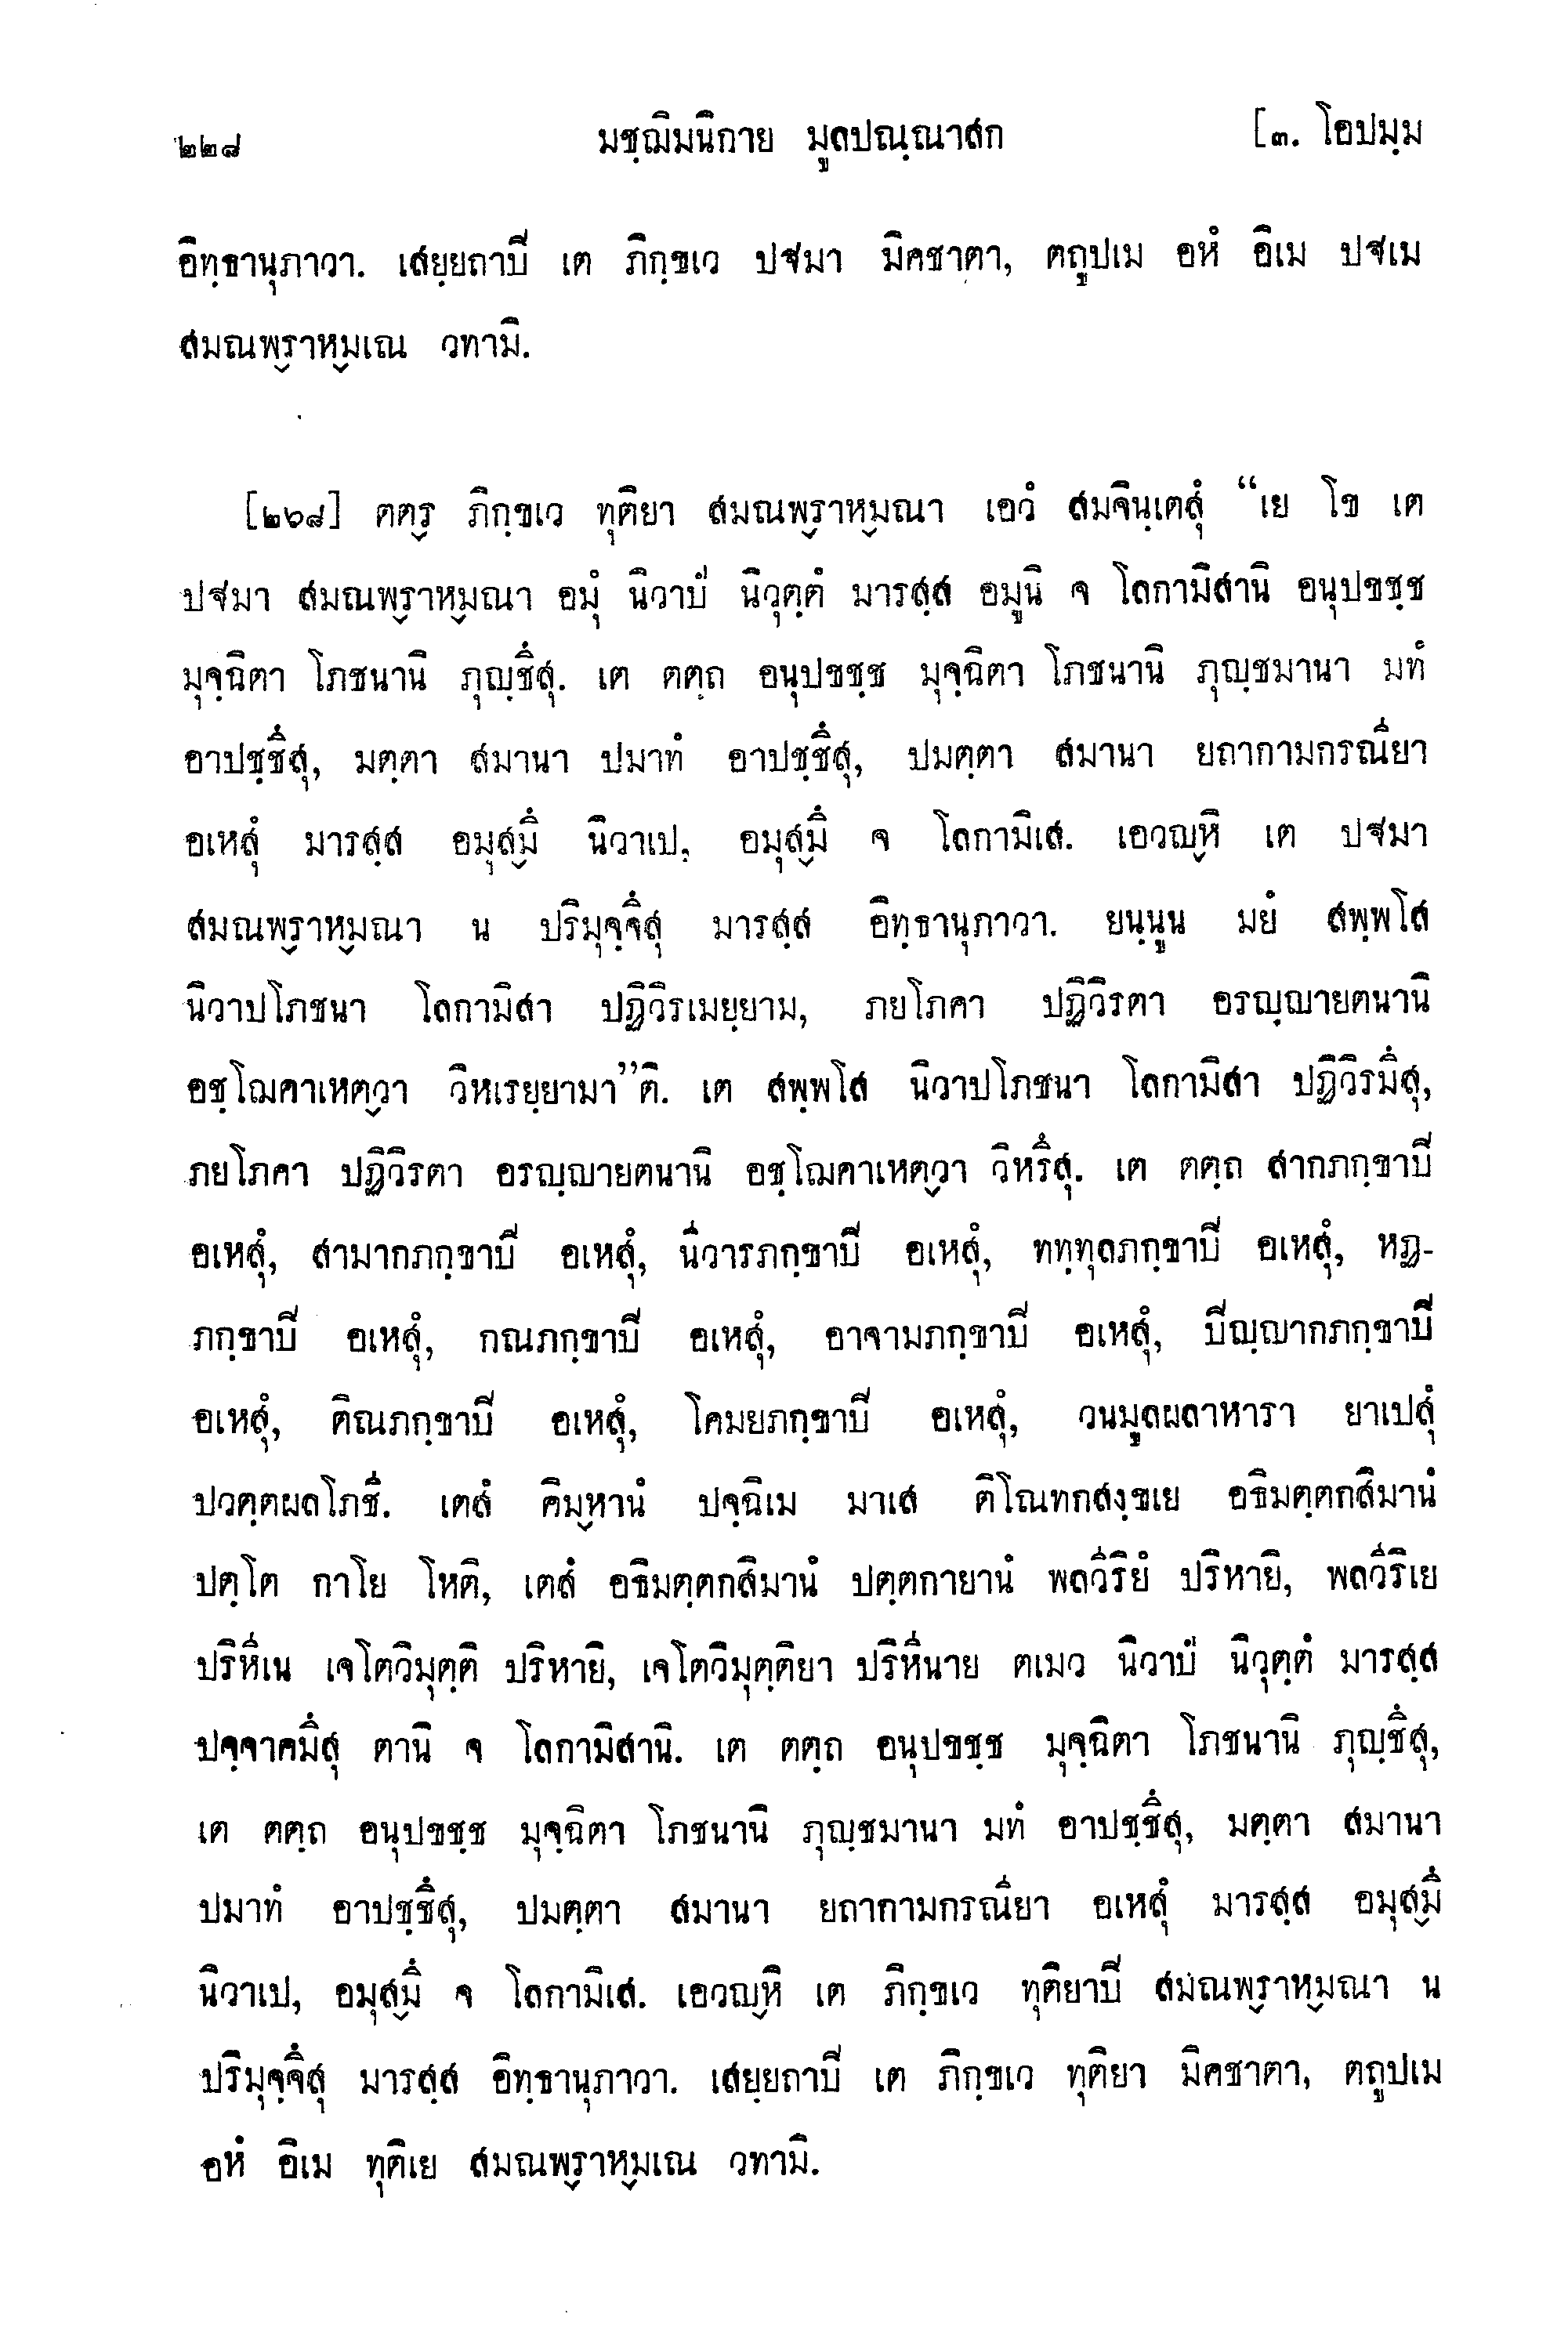 ๒๒๘ มชฺฌิมนิกาย มูลปณฺณาสก [๓. โอปมฺม
อิทฺธานุภาวา. เสยฺยถาปี เต ภิกฺขเว ปฐมา มิคชาตา, ตถูปเม อหํ อิเม ปฐเม
สมณพฺราหฺมเณ วทามิ.
[๒๖๘] ตตฺร ภิกฺขเว ทุติยา สมณพฺราหฺมณา เอวํ สมจินฺเตสุํ “เย โข เต
ปฐมา สมณพฺราหฺมณา อมุํ นิวาปํ นิวุตฺตํ มารสฺส อมูนิ จ โลกามิสานิ อนุปขชฺช
มุจฺฉิตา โภชนานิ ภุญฺชึสุ. เต ตตฺถ อนุปขชฺช มุจฺฉิตา โภชนานิ ภุญฺชมานา มทํ
อาปชฺชึสุ, มตฺตา สมานา ปมาทํ อาปชฺชึสุ, ปมตฺตา สมานา ยถากามกรณียา
อเหสุํ มารสฺส อมุสฺมึ นิวาเป, อมุสฺมึ จ โลกามิเส. เอวญฺหิ เต ปฐมา
สมณพฺราหฺมณา น ปริมุจฺจึสุ มารสฺส อิทฺธานุภาวา. ยนฺนูน มยํ สพฺพโส
นิวาปโภชนา โลกามิสา ปฏิวิรเมยฺยาม, ภยโภคา ปฏิวิรตา อรญฺญายตนานิ
อชฺโฌคาเหตฺวา วิหเรยฺยามา”ติ. เต สพฺพโส นิวาปโภชนา โลกามิสา ปฏิวิรมึสุ,
ภยโภคา ปฏิวิรตา อรญฺญายตนานิ อชฺโฌคาเหตฺวา วิหรึสุ. เต ตตฺถ สากภกฺขาปี
อเหสุํ, สามากภกฺขาปี อเหสุํ, นีวารภกฺขาปี อเหสุํ, ททฺทุลภกฺขาปี อเหสุํ, หฏ-
ภกฺขาปี อเหสุํ, กณภกฺขาปี อเหสุํ, อาจามภกฺขาปี อเหสุํ, ปิญฺญากภกฺขาปี
อเหสุํ, ติณภกฺขาปี อเหสุํ, โคมยภกฺขาปี อเหสุํ, วนมูลผลาหารา ยาเปสุํ
ปวตฺตผลโภชี. เตสํ คิมฺหานํ ปจฺฉิเม มาเส ติโณทกสงฺขเย อธิมตฺตกสิมานํ
ปตฺโต กาโย โหติ, เตสํ อธิมตฺตกสิมานํ ปตฺตกายานํ พลวีริยํ ปริหายิ, พลวีริเย
ปริหีเน เจโตวิมุตฺติ ปริหายิ, เจโตวิมุตฺติยา ปริหีนาย ตเมว นิวาปํ นิวุตฺตํ มารสฺส
ปจฺจาคมึสุ ตานิ จ โลกามิสานิ. เต ตตฺถ อนุปขชฺช มุจฺฉิตา โภชนานิ ภุญฺชึสุ,
เต ตตฺถ อนุปขชฺช มุจฺฉิตา โภชนานิ ภุญฺชมานา มทํ อาปชฺชึสุ, มตฺตา สมานา
ปมาทํ อาปชฺชึสุ, ปมตฺตา สมานา ยถากามกรณียา อเหสุํ มารสฺส อมุสฺมึ
นิวาเป, อมุสฺมึ จ โลกามิเส. เอวญฺหิ เต ภิกฺขเว ทุติยาปี สมณพฺราหฺมณา น
ปริมุจฺจึสุ มารสฺส อิทฺธานุภาวา. เสยฺยถาปี เต ภิกฺขเว ทุติยา มิคชาตา, ตถูปเม
อหํ อิเม ทุติเย สมณพฺราหฺมเณ วทามิ.